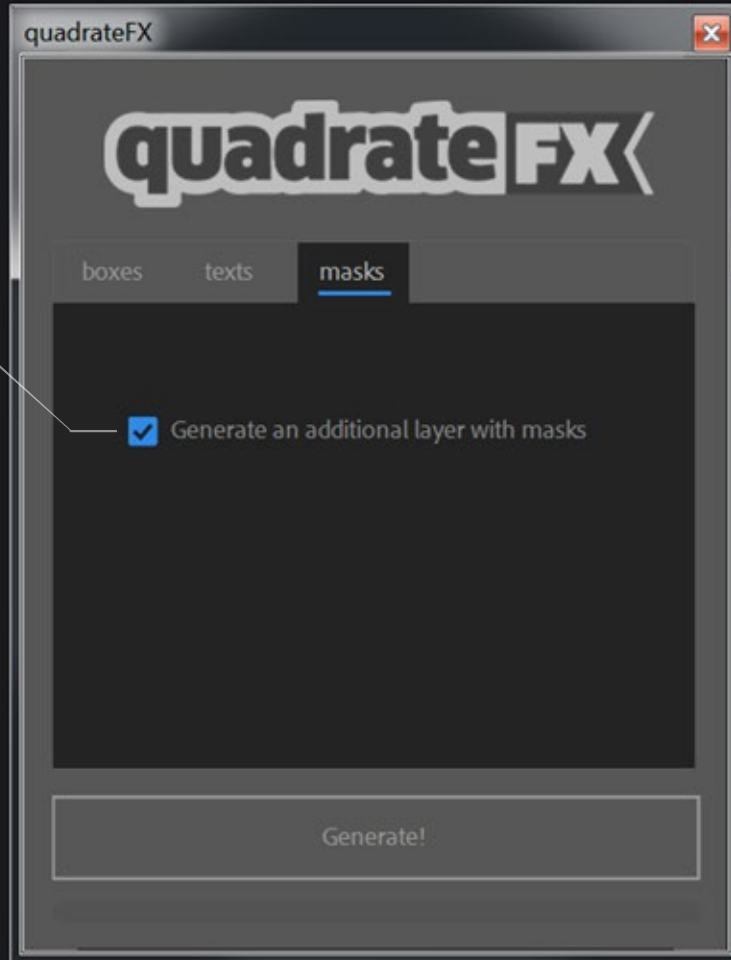 quadrateFX
quadrate FX
boxes texts masks
Generate an additional layer with masks
Generate!